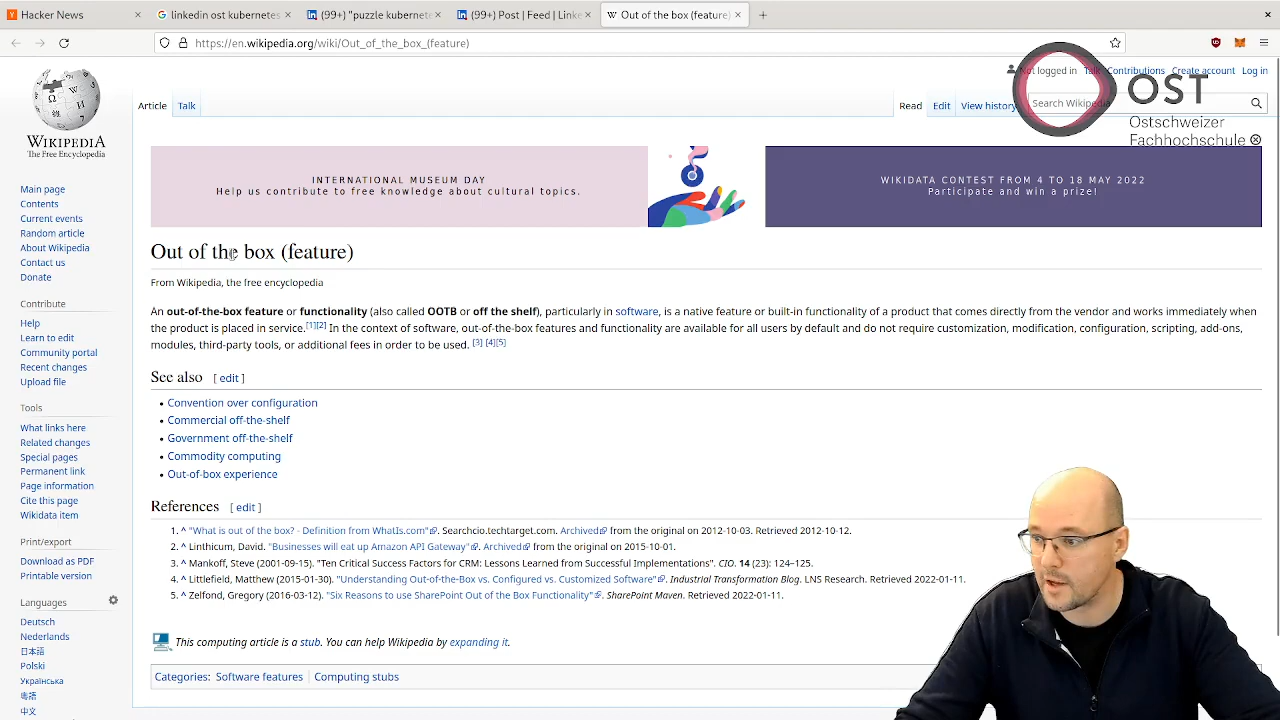 Hacker News
linkedin ost kubernetes
(99+) "puzzle kubernete
(99+) Post | Feed | Linke
Out of the box (feature)
https://en.wikipedia.org/wiki/Out_of_the_box_(feature)
Not logged in Talk Contributions Create account Log in
OST
Ostschweizer
Fachhochschule
Article Talk
Read Edit View history
Search Wikipedia
WIKIPEDIA
The Free Encyclopedia
INTERNATIONAL MUSEUM DAY
Help us contribute to free knowledge about cultural topics.
WIKIDATA CONTEST FROM 4 TO 18 MAY 2022
Participate and win a prize!
Main page
Contents
Current events
Random article
About Wikipedia
Contact us
Donate
Contribute
Help
Learn to edit
Community portal
Recent changes
Upload file
Tools
What links here
Related changes
Special pages
Permanent link
Page information
Cite this page
Wikidata item
Print/export
Download as PDF
Printable version
Languages
Deutsch
Nederlands
日本語
Polski
Українська
粵語
中文
Out of the box (feature)
From Wikipedia, the free encyclopedia
An out-of-the-box feature or functionality (also called OOTB or off the shelf), particularly in software, is a native feature or built-in functionality of a product that comes directly from the vendor and works immediately when
the product is placed in service.[1][2] In the context of software, out-of-the-box features and functionality are available for all users by default and do not require customization, modification, configuration, scripting, add-ons,
modules, third-party tools, or additional fees in order to be used. [3] [4][5]
See also [ edit ]
• Convention over configuration
• Commercial off-the-shelf
• Government off-the-shelf
• Commodity computing
• Out-of-box experience
References [ edit ]
1. ^ "What is out of the box? - Definition from WhatIs.com". Searchcio.techtarget.com. Archived from the original on 2012-10-03. Retrieved 2012-10-12.
2. ^ Linthicum, David. "Businesses will eat up Amazon API Gateway". Archived from the original on 2015-10-01.
3. ^ Mankoff, Steve (2001-09-15). "Ten Critical Success Factors for CRM: Lessons Learned from Successful Implementations". CIO. 14 (23): 124–125.
4. ^ Littlefield, Matthew (2015-01-30). "Understanding Out-of-the-Box vs. Configured vs. Customized Software". Industrial Transformation Blog. LNS Research. Retrieved 2022-01-11.
5. ^ Zelfond, Gregory (2016-03-12). "Six Reasons to use SharePoint Out of the Box Functionality". SharePoint Maven. Retrieved 2022-01-11.
This computing article is a stub. You can help Wikipedia by expanding it.
Categories: Software features Computing stubs